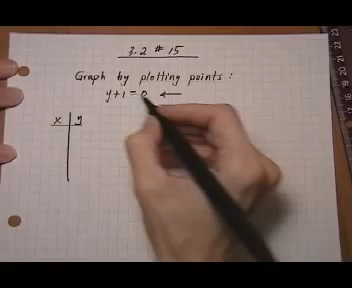 3.2 # 15
Graph by plotting points :
y + 1 = 0 ←
x y